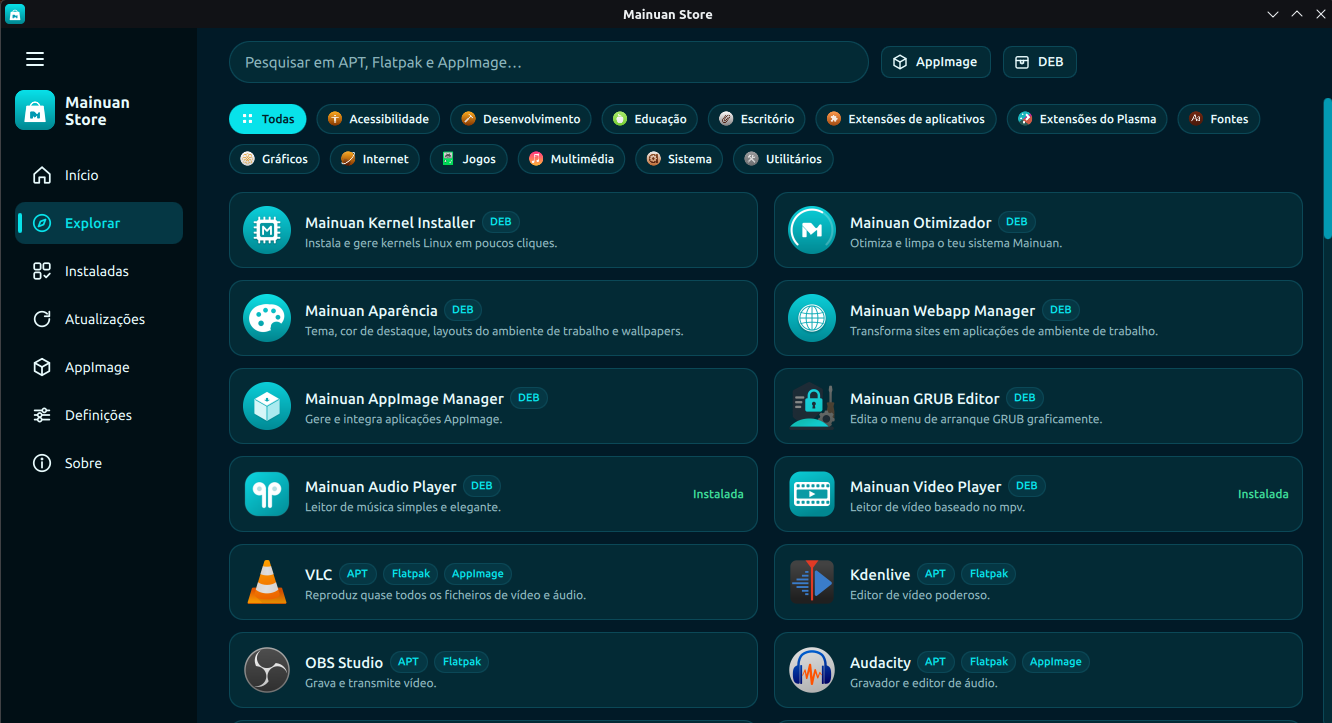 Mainuan Store
Mainuan
Store
Início
Explorar
Instaladas
Atualizações
AppImage
Definições
Sobre
Pesquisar em APT, Flatpak e AppImage…
AppImage
DEB
Todas
Acessibilidade
Desenvolvimento
Educação
Escritório
Extensões de aplicativos
Extensões do Plasma
Aa Fontes
Gráficos
Internet
Jogos
Multimédia
Sistema
Utilitários
Mainuan Kernel Installer DEB
Instala e gere kernels Linux em poucos cliques.
Mainuan Otimizador DEB
Otimiza e limpa o teu sistema Mainuan.
Mainuan Aparência DEB
Tema, cor de destaque, layouts do ambiente de trabalho e wallpapers.
Mainuan Webapp Manager DEB
Transforma sites em aplicações de ambiente de trabalho.
Mainuan AppImage Manager DEB
Gere e integra aplicações AppImage.
Mainuan GRUB Editor DEB
Edita o menu de arranque GRUB graficamente.
Mainuan Audio Player DEB
Leitor de música simples e elegante.
Instalada
Mainuan Video Player DEB
Leitor de vídeo baseado no mpv.
Instalada
VLC APT Flatpak AppImage
Reproduz quase todos os ficheiros de vídeo e áudio.
Kdenlive APT Flatpak
Editor de vídeo poderoso.
OBS Studio APT Flatpak
Grava e transmite vídeo.
Audacity APT Flatpak AppImage
Gravador e editor de áudio.